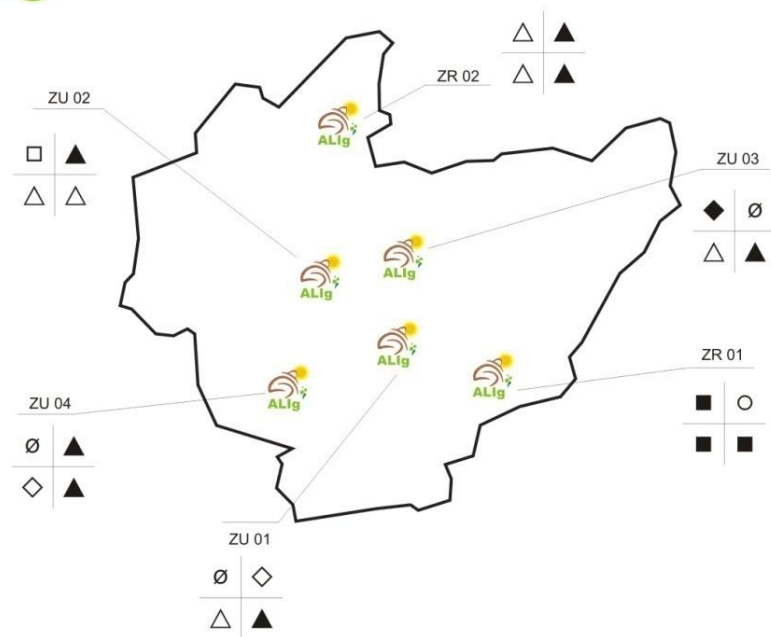 ZR 02
ZU 02
ALIg
ZU 03
Ø
ALIg
ALIg
ALIg
ZR 01
ALIg
ALIg
ZU 04
Ø
ZU 01
Ø